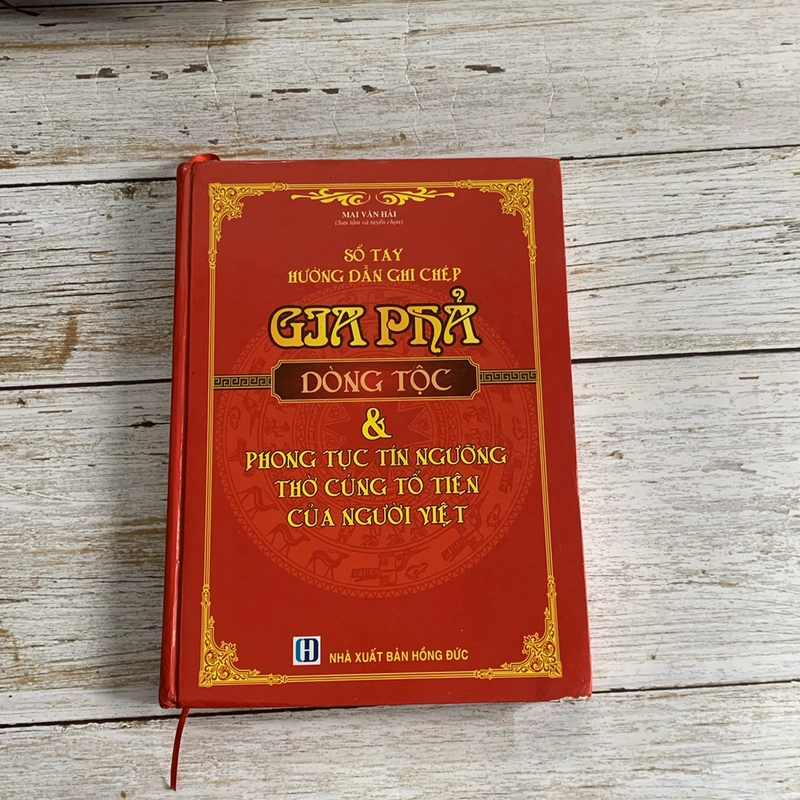 MAI VĂN HẢI
(Sưu tầm và tuyển chọn)
SỔ TAY
HƯỚNG DẪN GHI CHÉP
GIA PHẢ
DÒNG TỘC
&
PHONG TỤC TÍN NGƯỠNG
THỜ CÚNG TỔ TIÊN
CỦA NGƯỜI VIỆT
NHÀ XUẤT BẢN HỒNG ĐỨC